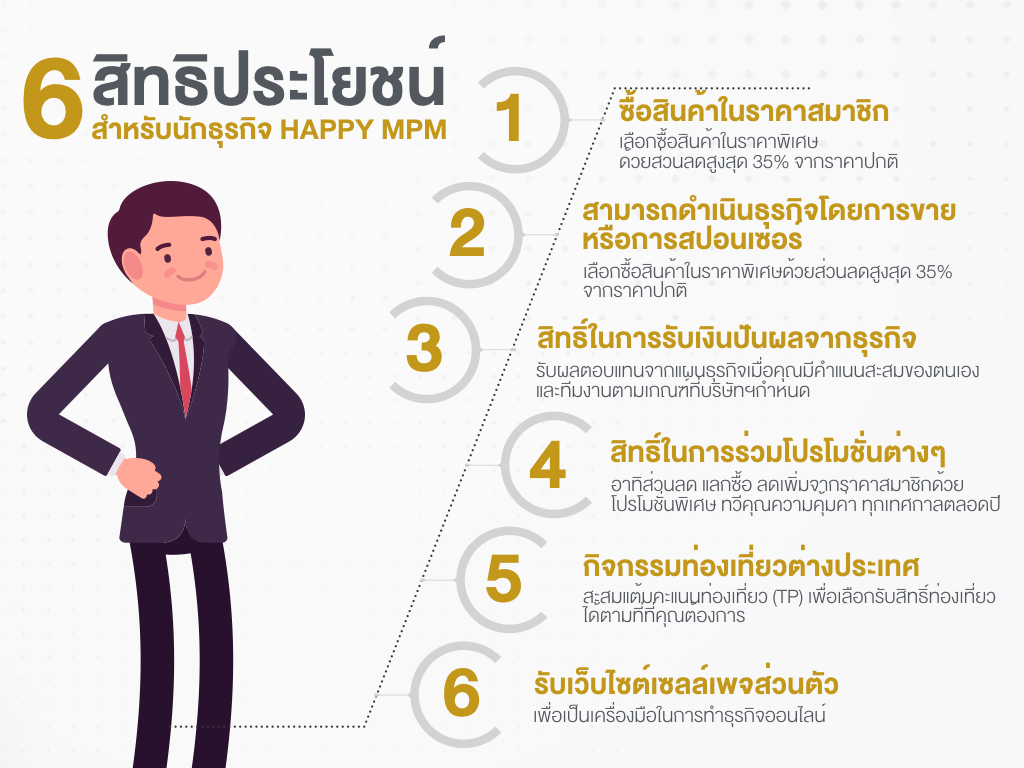 6 สิทธิประโยชน์
สำหรับนักธุรกิจ HAPPY MPM
1
ซื้อสินค้าในราคาสมาชิก
เลือกซื้อสินค้าในราคาพิเศษ
ด้วยส่วนลดสูงสุด 35% จากราคาปกติ
2
สามารถดำเนินธุรกิจโดยการขาย
หรือการสปอนเซอร์
เลือกซื้อสินค้าในราคาพิเศษด้วยส่วนลดสูงสุด 35%
จากราคาปกติ
3
สิทธิ์ในการรับเงินปันผลจากธุรกิจ
รับผลตอบแทนจากแผนธุรกิจเมื่อคุณมีคำแนนสะสมของตนเอง
และทีมงานตามเกณฑ์ที่บริษัทฯกำหนด
4
สิทธิ์ในการร่วมโปรโมชั่นต่างๆ
อาทิส่วนลด แลกซื้อ ลดเพิ่มจากราคาสมาชิกด้วย
โปรโมชั่นพิเศษ ทวีคุณความคุ้มค่า ทุกเทศกาลตลอดปี
5
กิจกรรมท่องเที่ยวต่างประเทศ
สะสมแต้มคะแนนท่องเที่ยว (TP) เพื่อเลือกรับสิทธิ์ท่องเที่ยว
ได้ตามที่ที่คุณต้องการ
6
รับเว็บไซต์เซลล์เพจส่วนตัว
เพื่อเป็นเครื่องมือในการทำธุรกิจออนไลน์